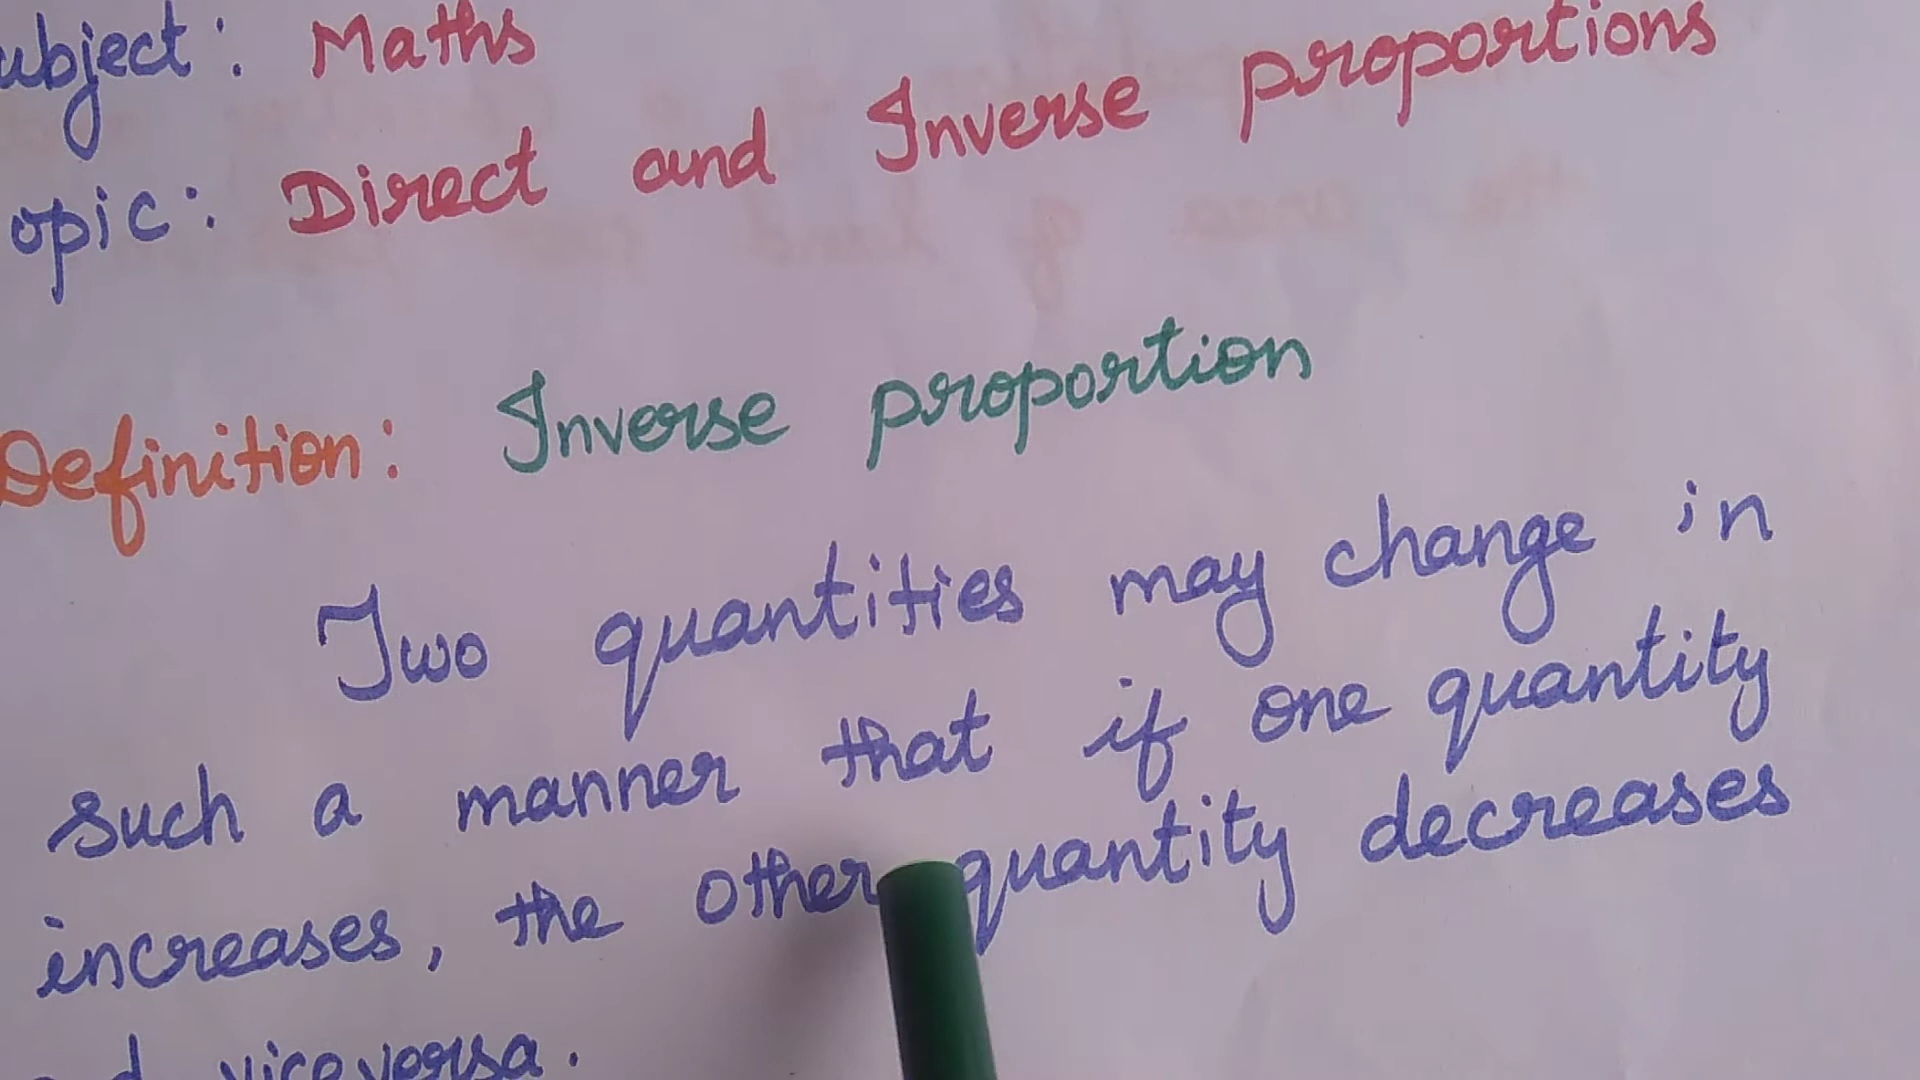 ubject: Maths
opic: Direct and Inverse proportions
Definition: Inverse proportion
Two quantities may change in
such a manner that if one quantity
increases, the other quantity decreases
d viceversa.